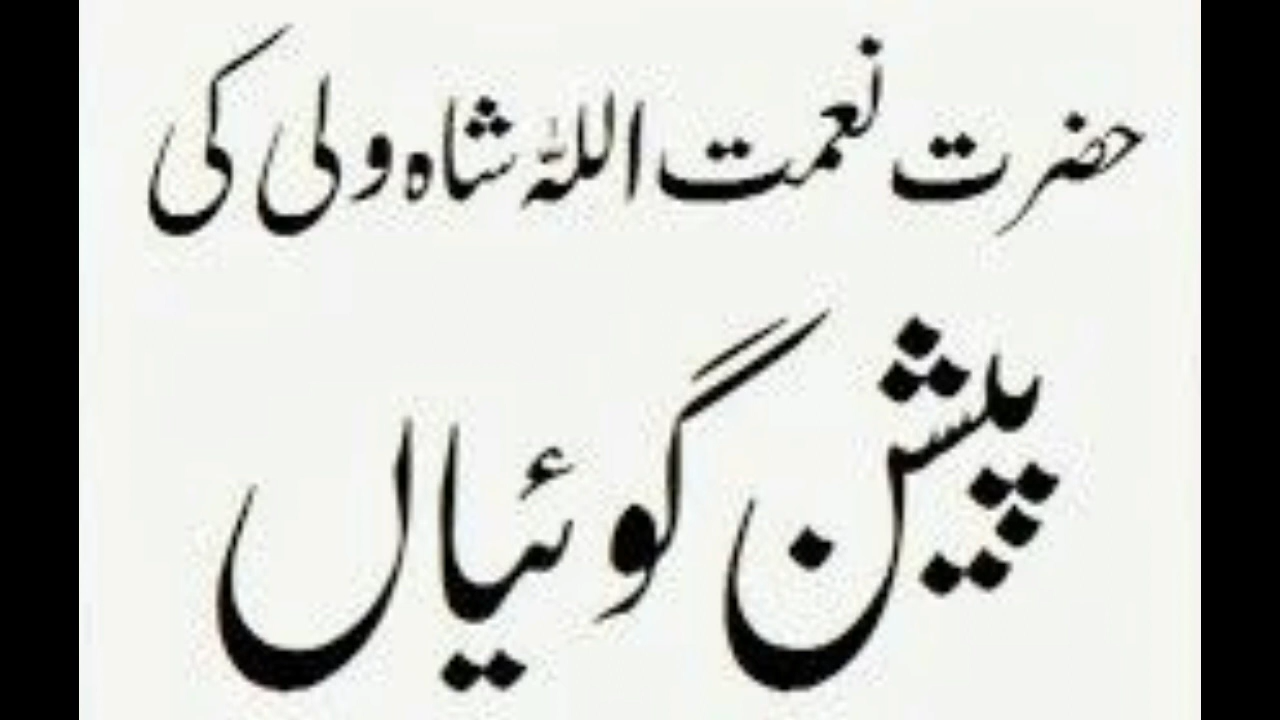 حضرت نعمت اللہ شاہ ولی کی
پیشن گوئیاں